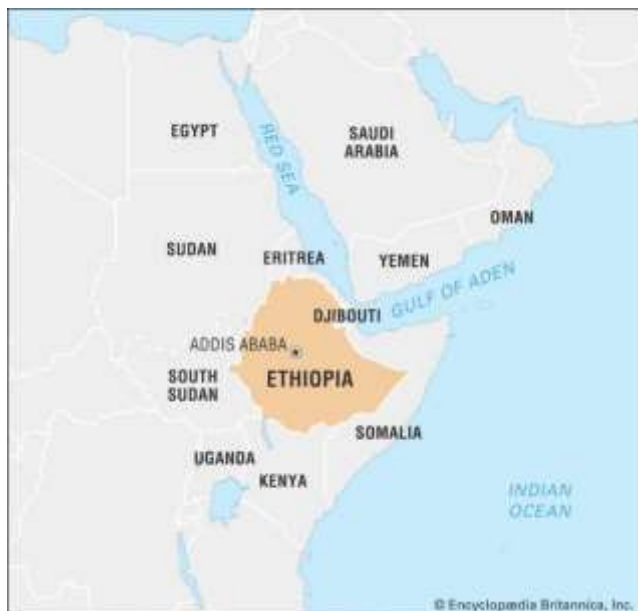 EGYPT
RED SEA
SAUDI
ARABIA
OMAN
SUDAN
ERITREA
YEMEN
GULF OF ADEN
DJIBOUTI
ADDIS ABABA
ETHIOPIA
SOUTH
SUDAN
SOMALIA
UGANDA
KENYA
INDIAN
OCEAN
© Encyclopædia Britannica, Inc.